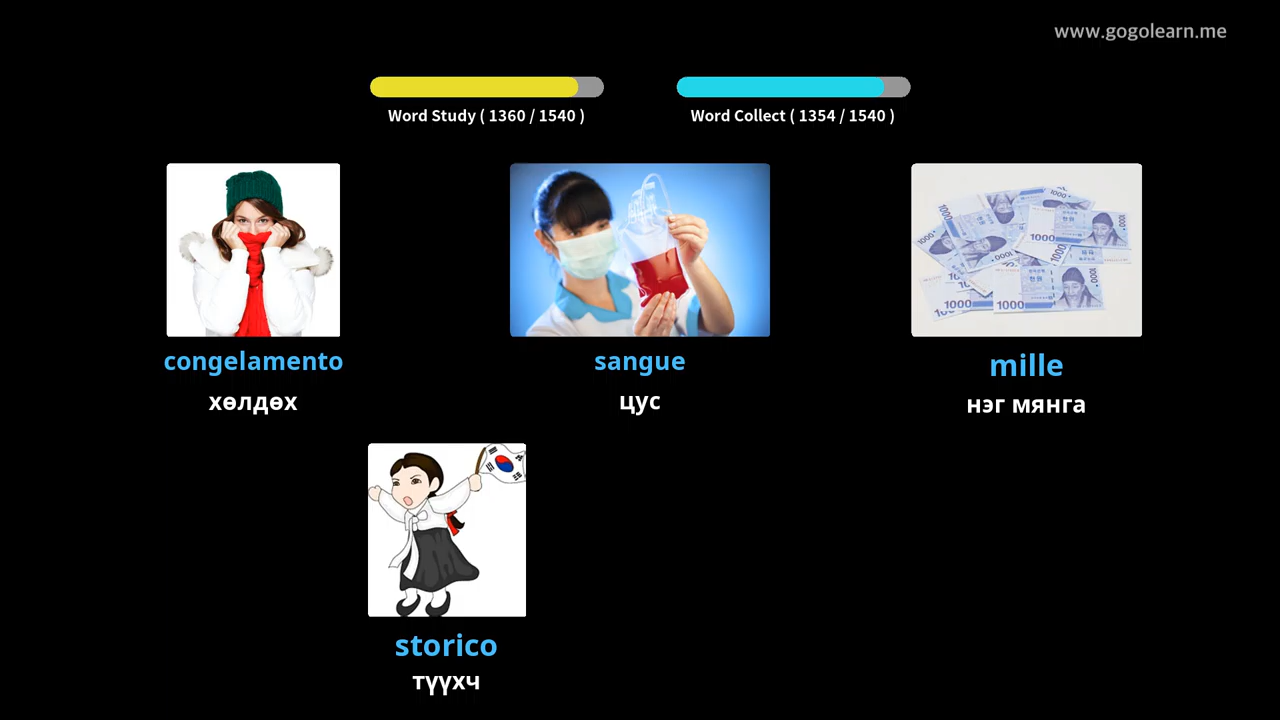 www.gogolearn.me
Word Study ( 1360 / 1540 )
Word Collect ( 1354 / 1540 )
congelamento
хөлдөх
sangue
цус
mille
нэг мянга
storico
түүхч